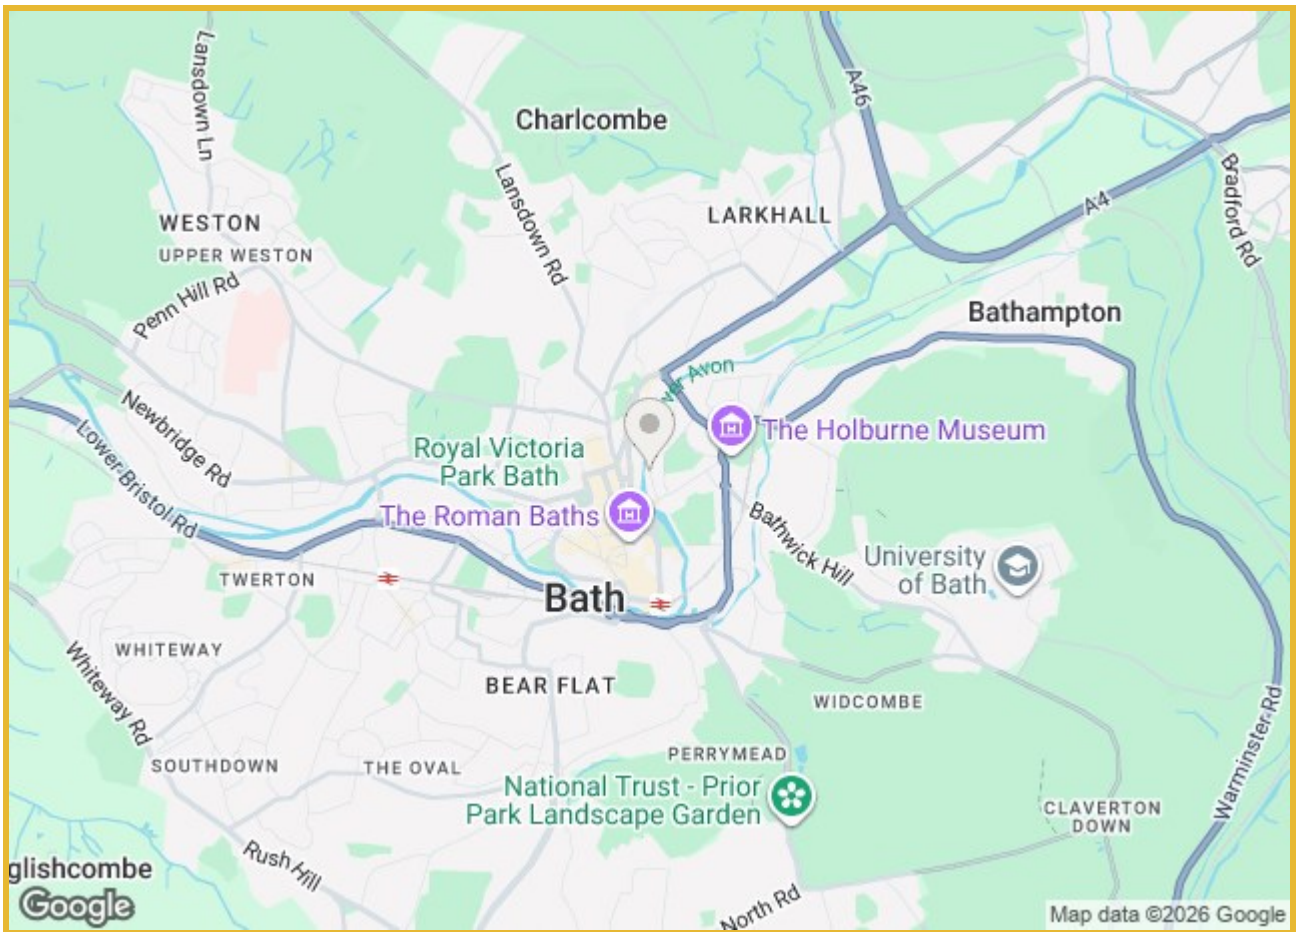 Lansdown Ln
A46
Charlcombe
Bradford Rd
Lansdown Rd
A4
LARKHALL
WESTON
UPPER WESTON
Penn Hill Rd
Bathampton
Avon
Newbridge Rd
Lower Bristol Rd
Royal Victoria
Park Bath
The Holburne Museum
The Roman Baths
Bathwick Hill
University
of Bath
TWERTON
Bath
WHITEWAY
Whiteway Rd
BEAR FLAT
WIDCOMBE
Warminster Rd
PERRYMEAD
SOUTHDOWN
THE OVAL
National Trust - Prior
Park Landscape Garden
CLAVERTON
DOWN
Rush Hill
glishcombe
North Rd
Google
Map data ©2026 Google